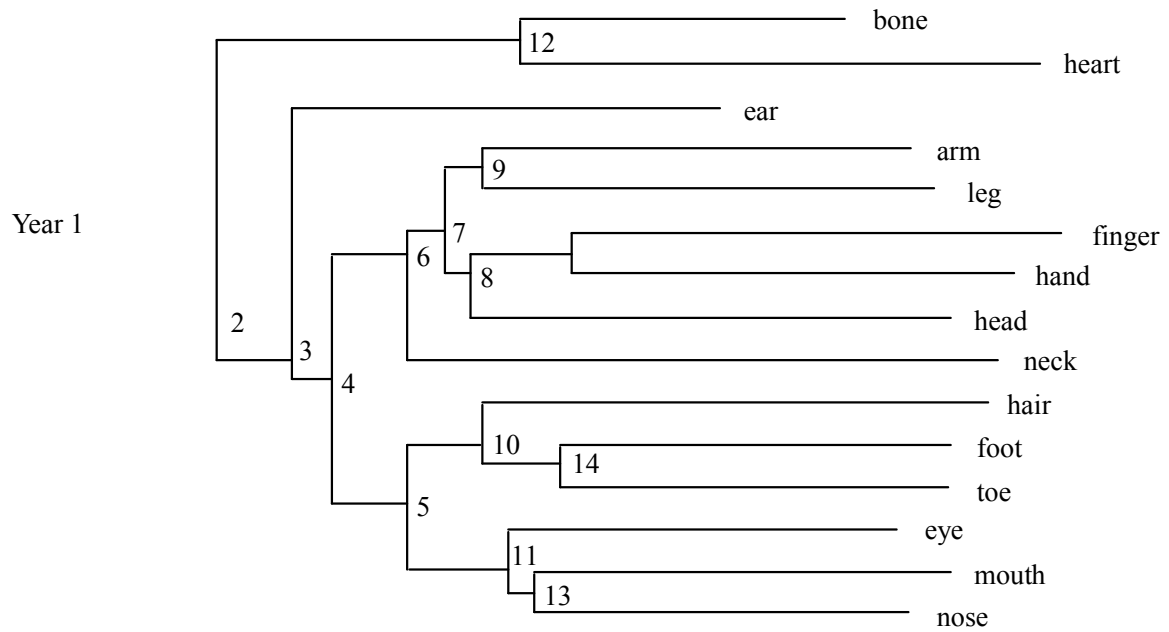 bone
12
heart
ear
arm
9
leg
Year 1
7
finger
6
8
hand
head
2
3
neck
4
hair
10
foot
14
toe
5
eye
11
mouth
13
nose